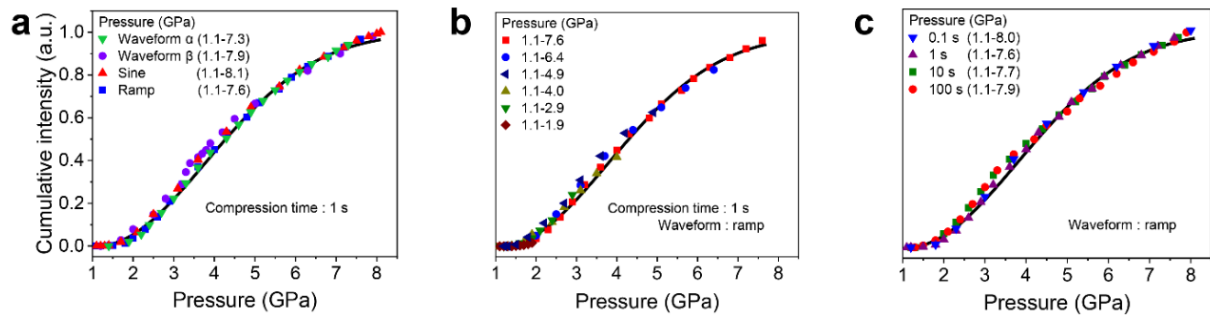 a
Pressure (GPa)
Waveform α (1.1-7.3)
Waveform β (1.1-7.9)
Sine (1.1-8.1)
Ramp (1.1-7.6)
Compression time : 1 s
Cumulative intensity (a.u.)
1.0
0.8
0.6
0.4
0.2
0.0
1 2 3 4 5 6 7 8
Pressure (GPa)
b
Pressure (GPa)
1.1-7.6
1.1-6.4
1.1-4.9
1.1-4.0
1.1-2.9
1.1-1.9
Compression time : 1 s
Waveform : ramp
1 2 3 4 5 6 7 8
Pressure (GPa)
c
Pressure (GPa)
0.1 s (1.1-8.0)
1 s (1.1-7.6)
10 s (1.1-7.7)
100 s (1.1-7.9)
Waveform : ramp
1 2 3 4 5 6 7 8
Pressure (GPa)